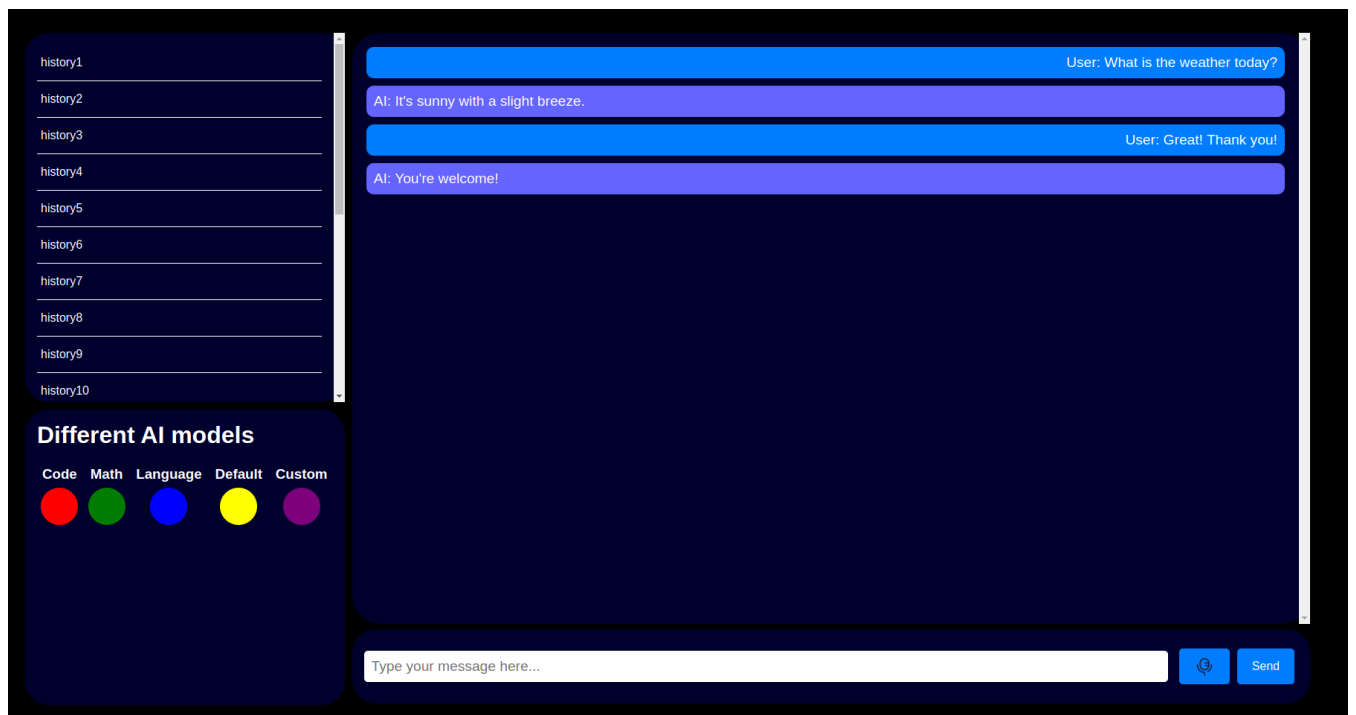 history1
history2
history3
history4
history5
history6
history7
history8
history9
history10
Different AI models
Code Math Language Default Custom
User: What is the weather today?
AI: It's sunny with a slight breeze.
User: Great! Thank you!
AI: You're welcome!
Type your message here...
Send